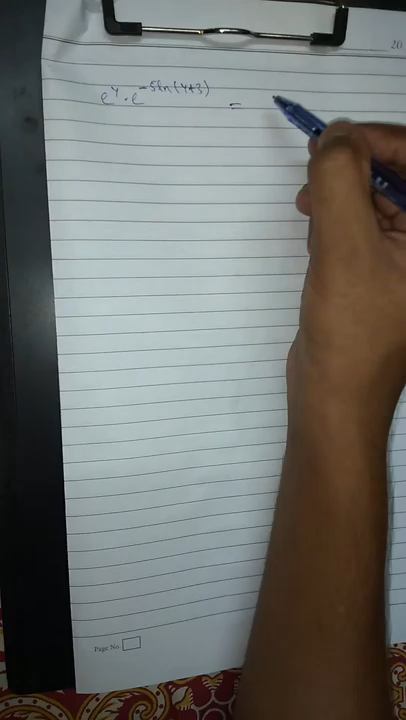 20
e^y · e^-5ln(y+3) =
Page No.